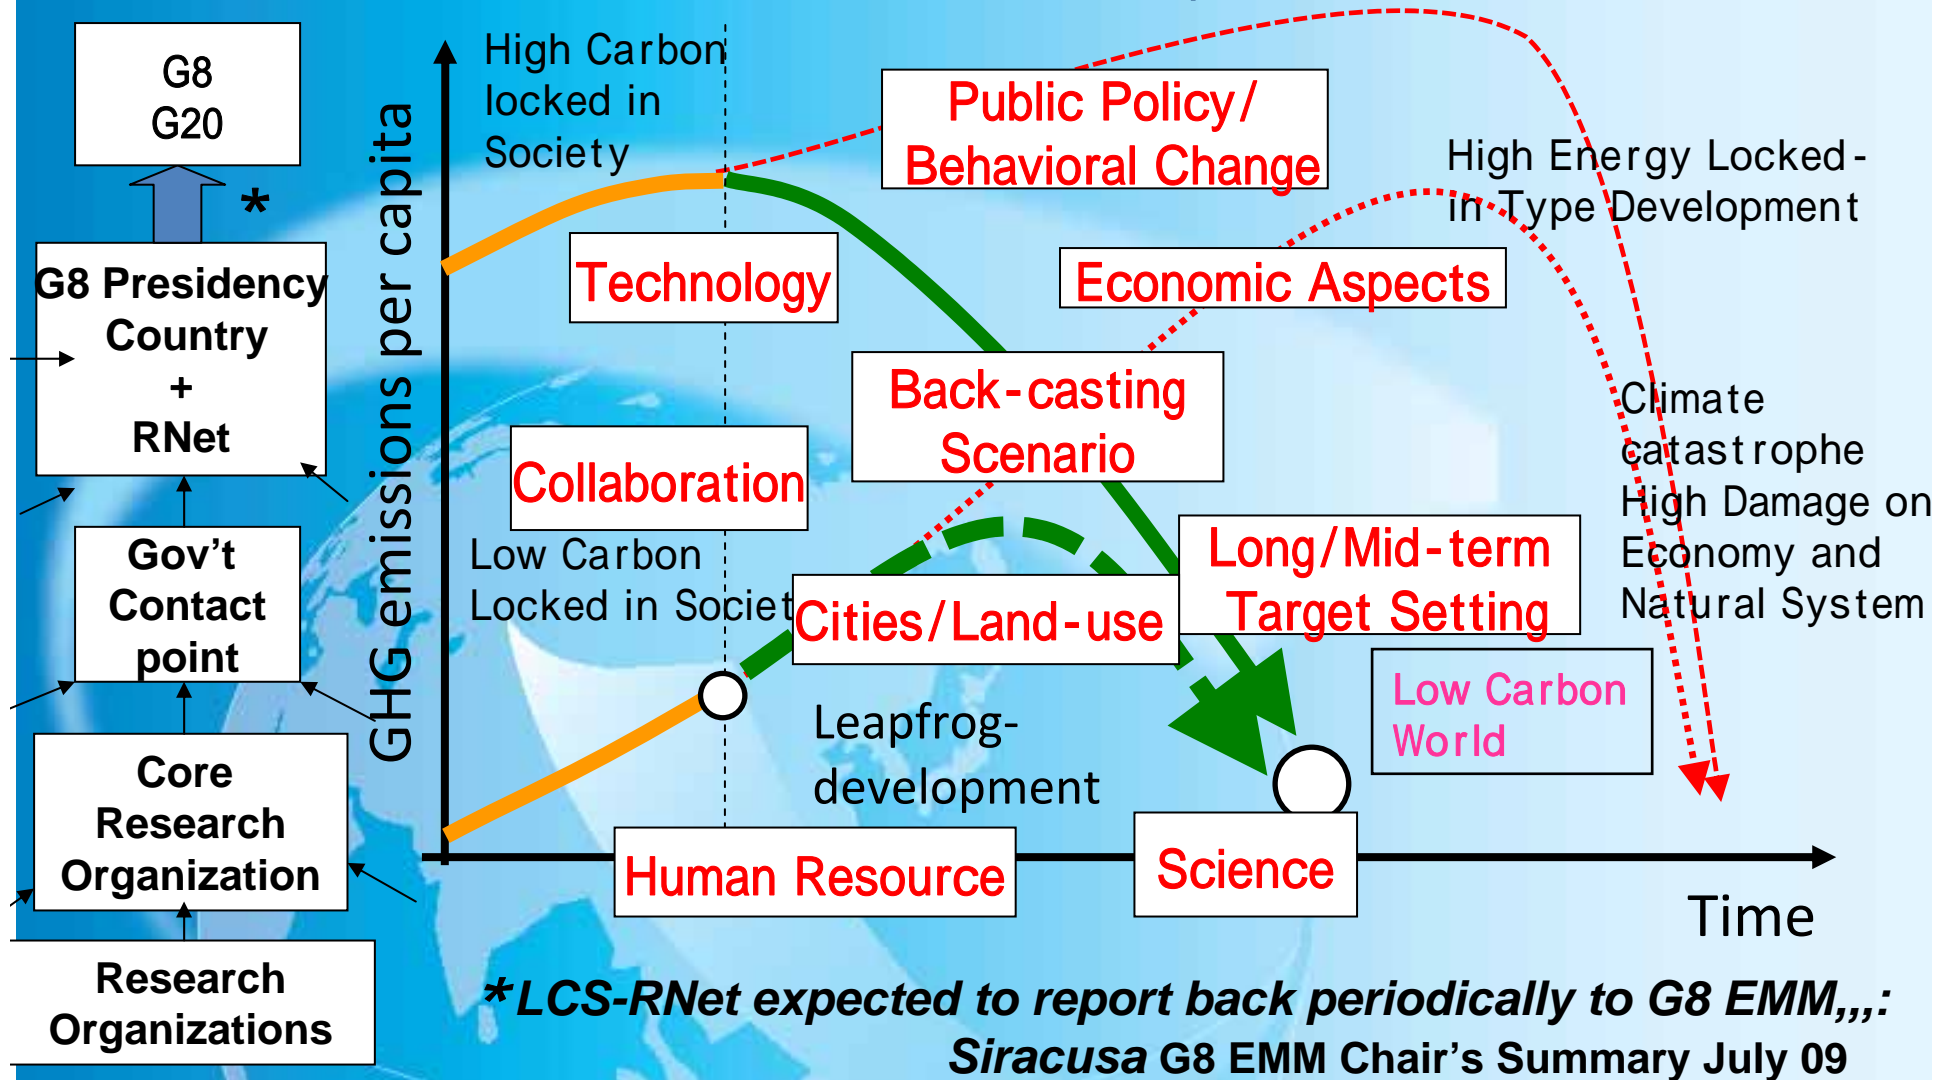 G8
G20
*
G8 Presidency
Country
+
RNet
Gov’t
Contact
point
Core
Research
Organization
Research
Organizations
GHG emissions per capita
High Carbon
locked in
Society
Public Policy/
Behavioral Change
High Energy Locked-
in Type Development
Technology
Economic Aspects
Back-casting
Scenario
Climate
catastrophe
High Damage on
Economy and
Natural System
Collaboration
Low Carbon
Locked in Societ
Cities/Land-use
Long/Mid-term
Target Setting
Low Carbon
World
Leapfrog-
development
Human Resource
Science
Time
*LCS-RNet expected to report back periodically to G8 EMM,,,:
Siracusa G8 EMM Chair’s Summary July 09